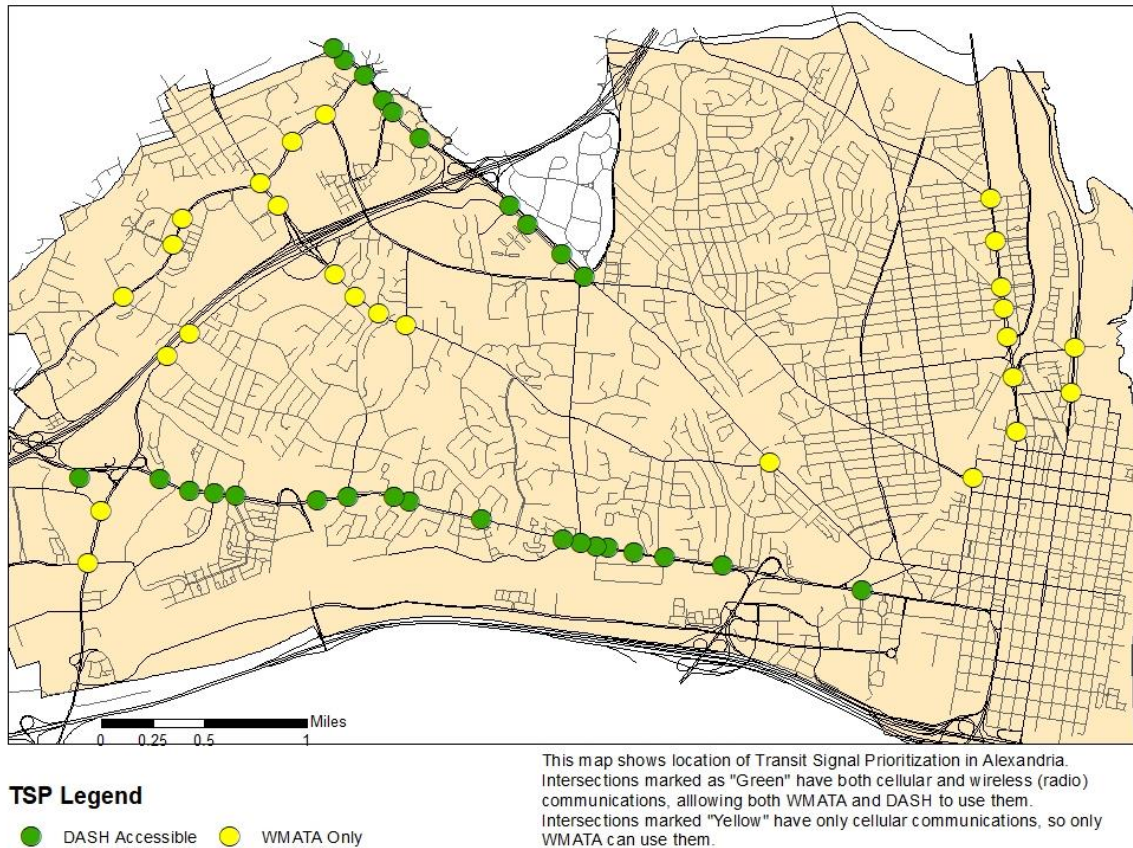 Miles
0 0.25 0.5 1
This map shows location of Transit Signal Prioritization in Alexandria.
Intersections marked as "Green" have both cellular and wireless (radio)
communications, alllowing both WMATA and DASH to use them.
Intersections marked "Yellow" have only cellular communications, so only
WMATA can use them.
TSP Legend
DASH Accessible WMATA Only